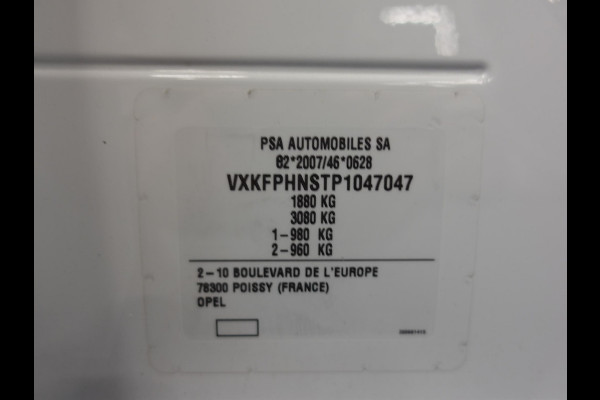 PSA AUTOMOBILES SA
e2*2007/46*0628
VXKFPHNSTP1047047
1880 KG
3080 KG
1-980 KG
2-960 KG
2-10 BOULEVARD DE L'EUROPE
78300 POISSY (FRANCE)
OPEL